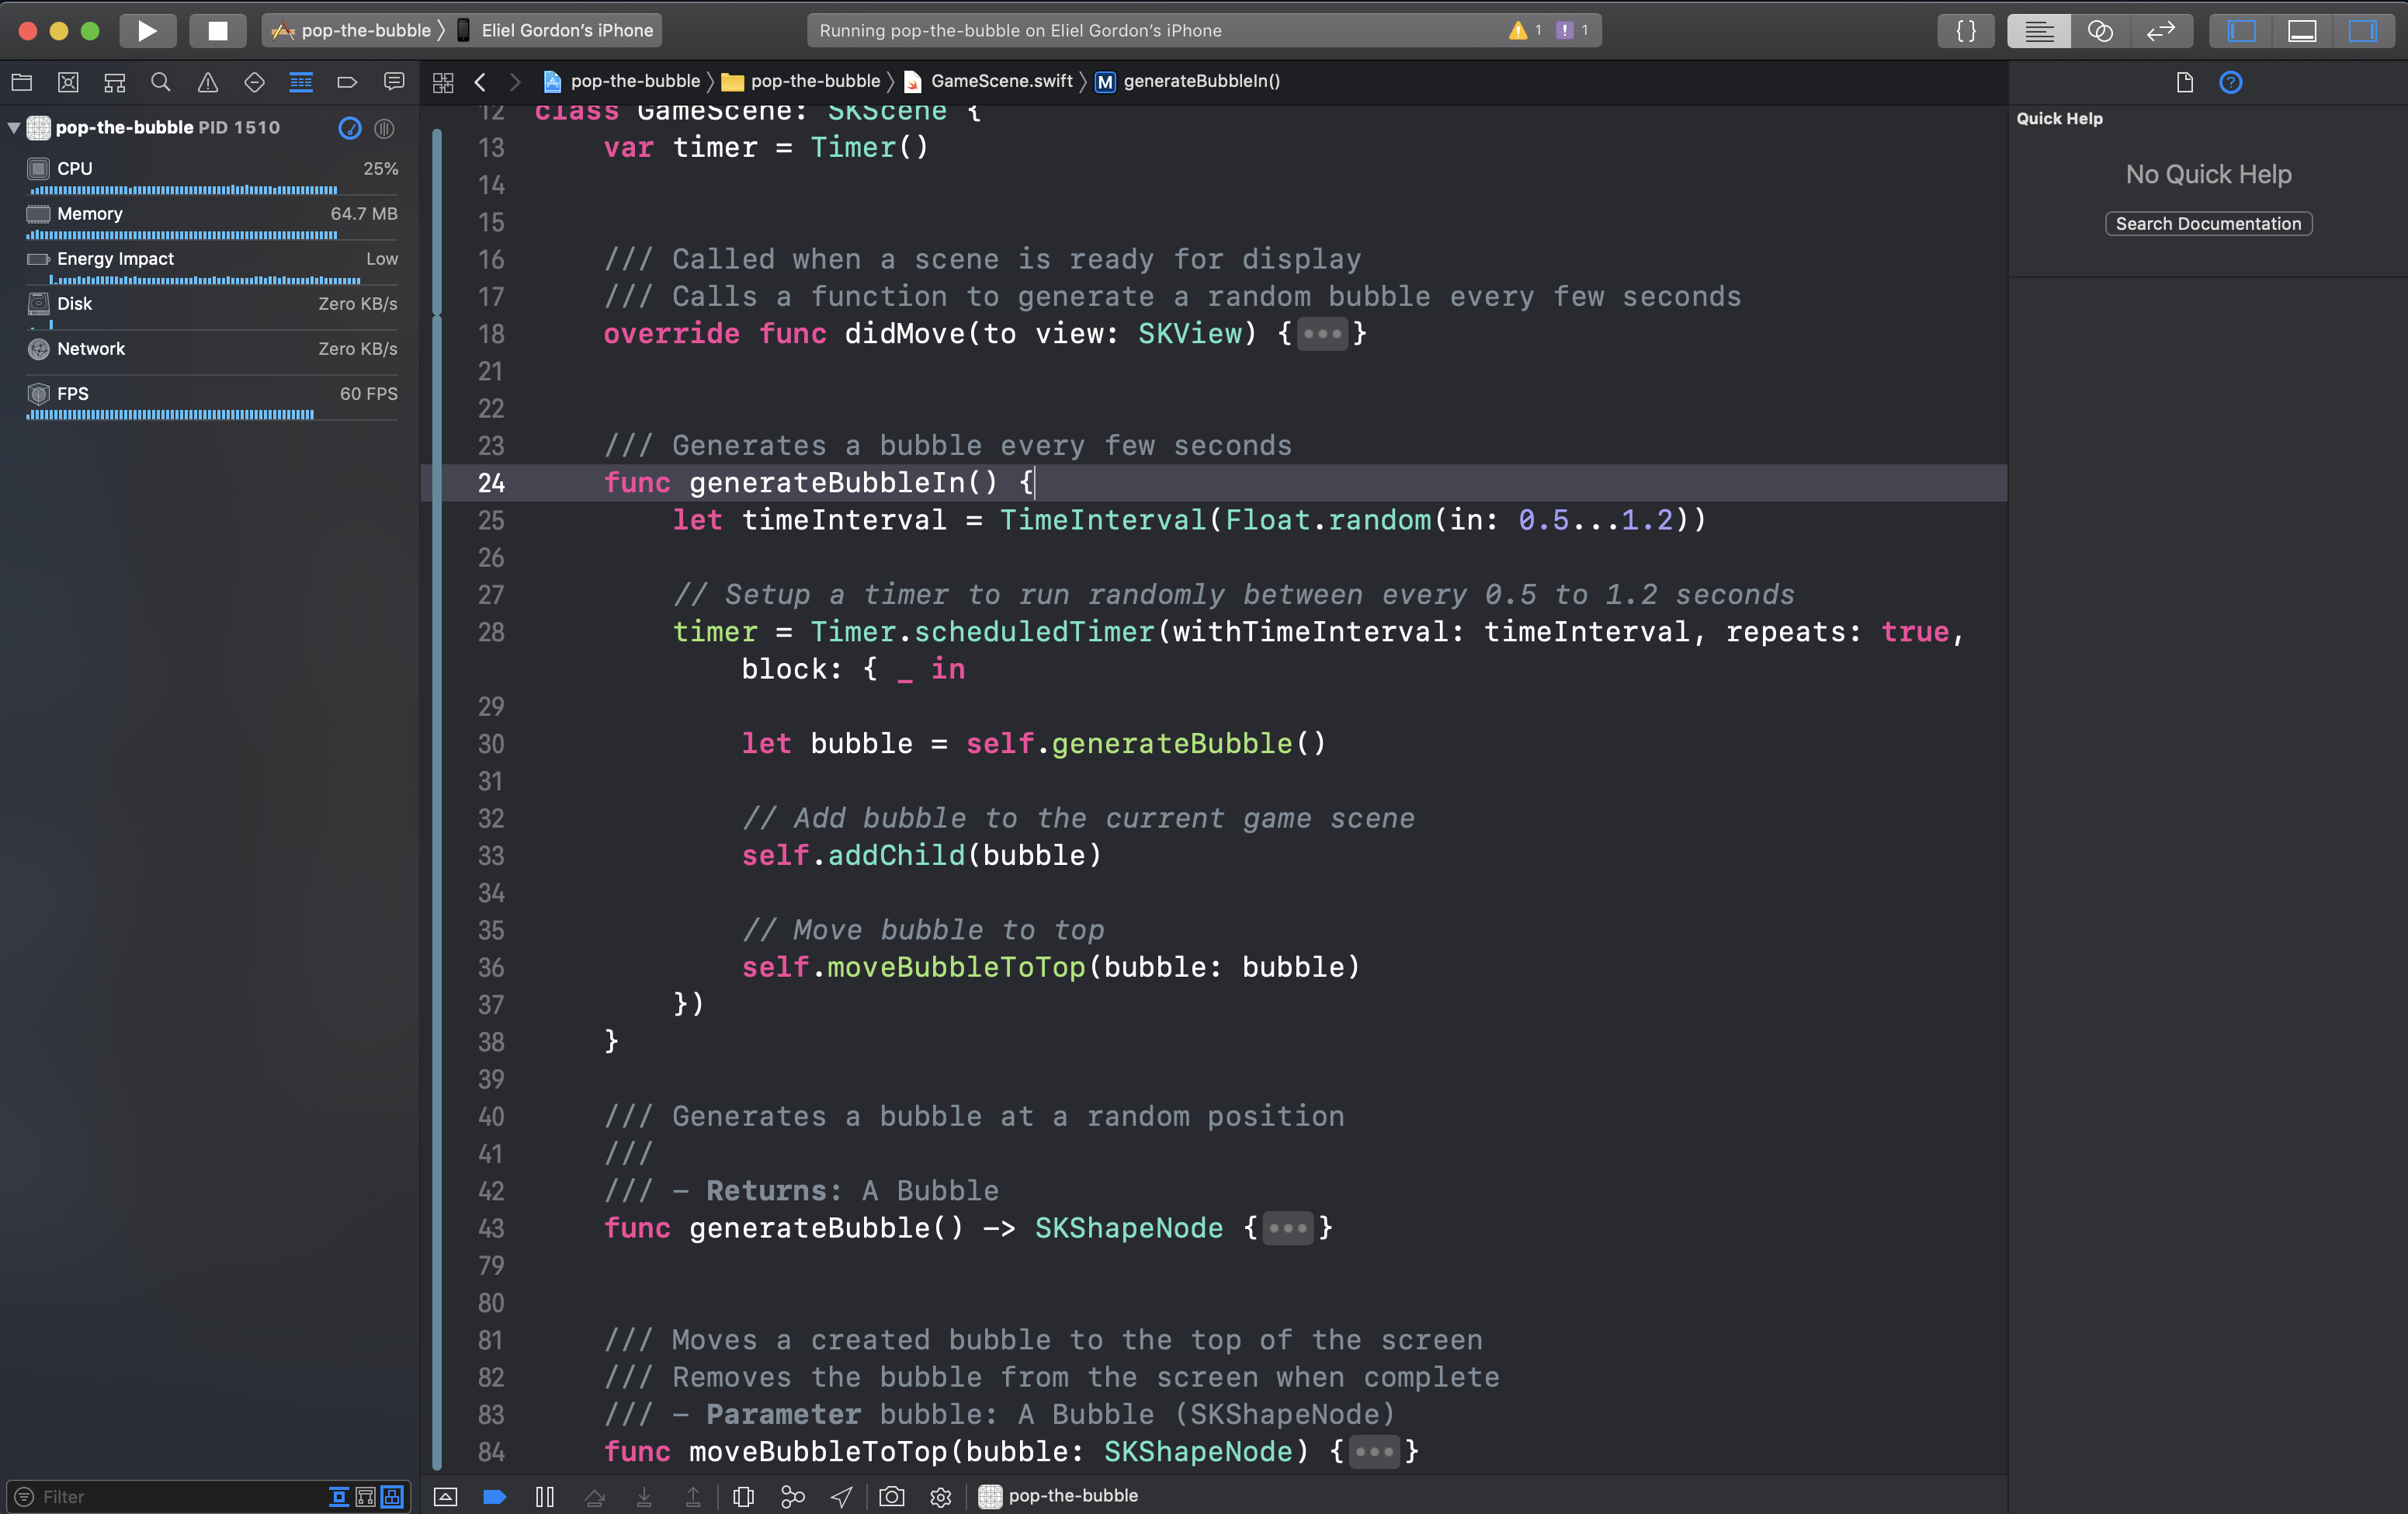 pop-the-bubble 〉 Eliel Gordon’s iPhone
Running pop-the-bubble on Eliel Gordon’s iPhone
1
1
{ }
pop-the-bubble 〉 pop-the-bubble 〉 GameScene.swift 〉 M generateBubbleIn()
pop-the-bubble PID 1510
CPU 25%
Memory 64.7 MB
Energy Impact Low
Disk Zero KB/s
Network Zero KB/s
FPS 60 FPS
12 class GameScene: SKScene {
13 var timer = Timer()
14
15
16 /// Called when a scene is ready for display
17 /// Calls a function to generate a random bubble every few seconds
18 override func didMove(to view: SKView) {•••}
21
22
23 /// Generates a bubble every few seconds
24 func generateBubbleIn() {
25 let timeInterval = TimeInterval(Float.random(in: 0.5...1.2))
26
27 // Setup a timer to run randomly between every 0.5 to 1.2 seconds
28 timer = Timer.scheduledTimer(withTimeInterval: timeInterval, repeats: true,
block: { _ in
29
30 let bubble = self.generateBubble()
31
32 // Add bubble to the current game scene
33 self.addChild(bubble)
34
35 // Move bubble to top
36 self.moveBubbleToTop(bubble: bubble)
37 })
38 }
39
40 /// Generates a bubble at a random position
41 ///
42 /// - Returns: A Bubble
43 func generateBubble() -> SKShapeNode {•••}
79
80
81 /// Moves a created bubble to the top of the screen
82 /// Removes the bubble from the screen when complete
83 /// - Parameter bubble: A Bubble (SKShapeNode)
84 func moveBubbleToTop(bubble: SKShapeNode) {•••}
Quick Help
No Quick Help
Search Documentation
Filter
pop-the-bubble